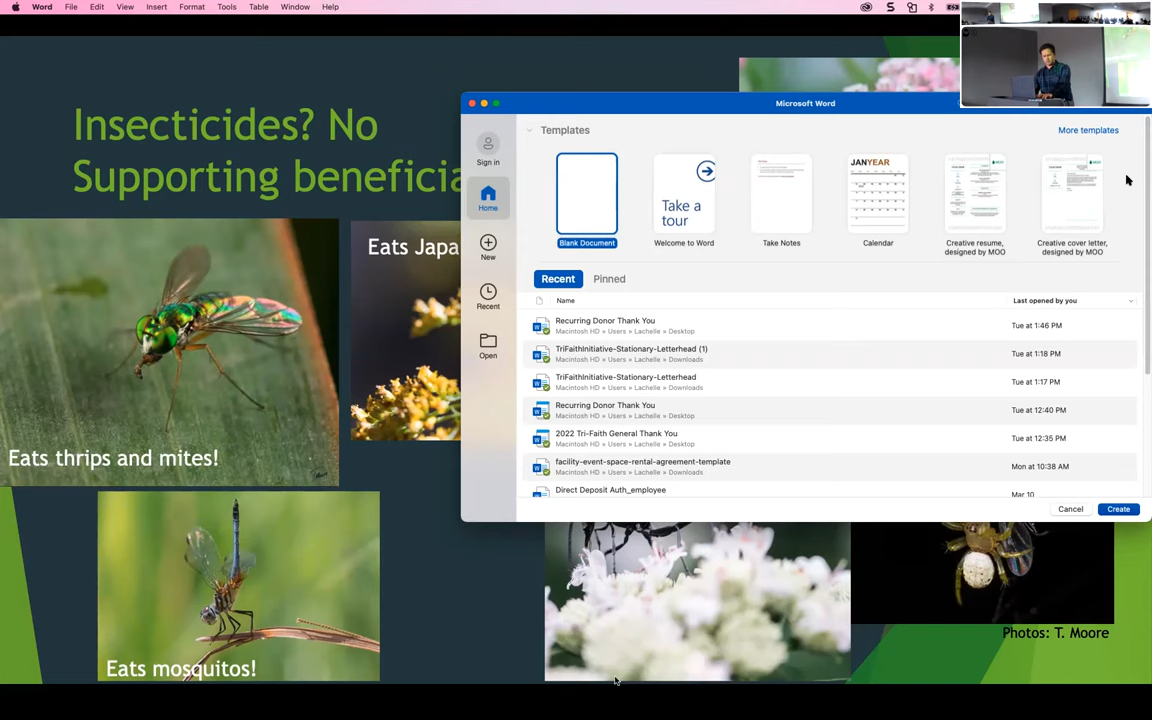 Word File Edit View Insert Format Tools Table Window Help
Insecticides? No
Supporting beneficia
Eats thrips and mites!
Eats Japa
Eats mosquitos!
Photos: T. Moore
Microsoft Word
Sign in
Home
New
Recent
Open
Templates
More templates
Take a
tour
JANYEAR
Blank Document
Welcome to Word
Take Notes
Calendar
Creative resume,
designed by MOO
Creative cover letter,
designed by MOO
Recent Pinned
Name Last opened by you
Recurring Donor Thank You
Macintosh HD » Users » Lachelle » Desktop
Tue at 1:46 PM
TriFaithInitiative-Stationary-Letterhead (1)
Macintosh HD » Users » Lachelle » Downloads
Tue at 1:18 PM
TriFaithInitiative-Stationary-Letterhead
Macintosh HD » Users » Lachelle » Downloads
Tue at 1:17 PM
Recurring Donor Thank You
Macintosh HD » Users » Lachelle » Desktop
Tue at 12:40 PM
2022 Tri-Faith General Thank You
Macintosh HD » Users » Lachelle » Desktop
Tue at 12:35 PM
facility-event-space-rental-agreement-template
Macintosh HD » Users » Lachelle » Downloads
Mon at 10:38 AM
Direct Deposit Auth_employee
Mar 10
Cancel Create